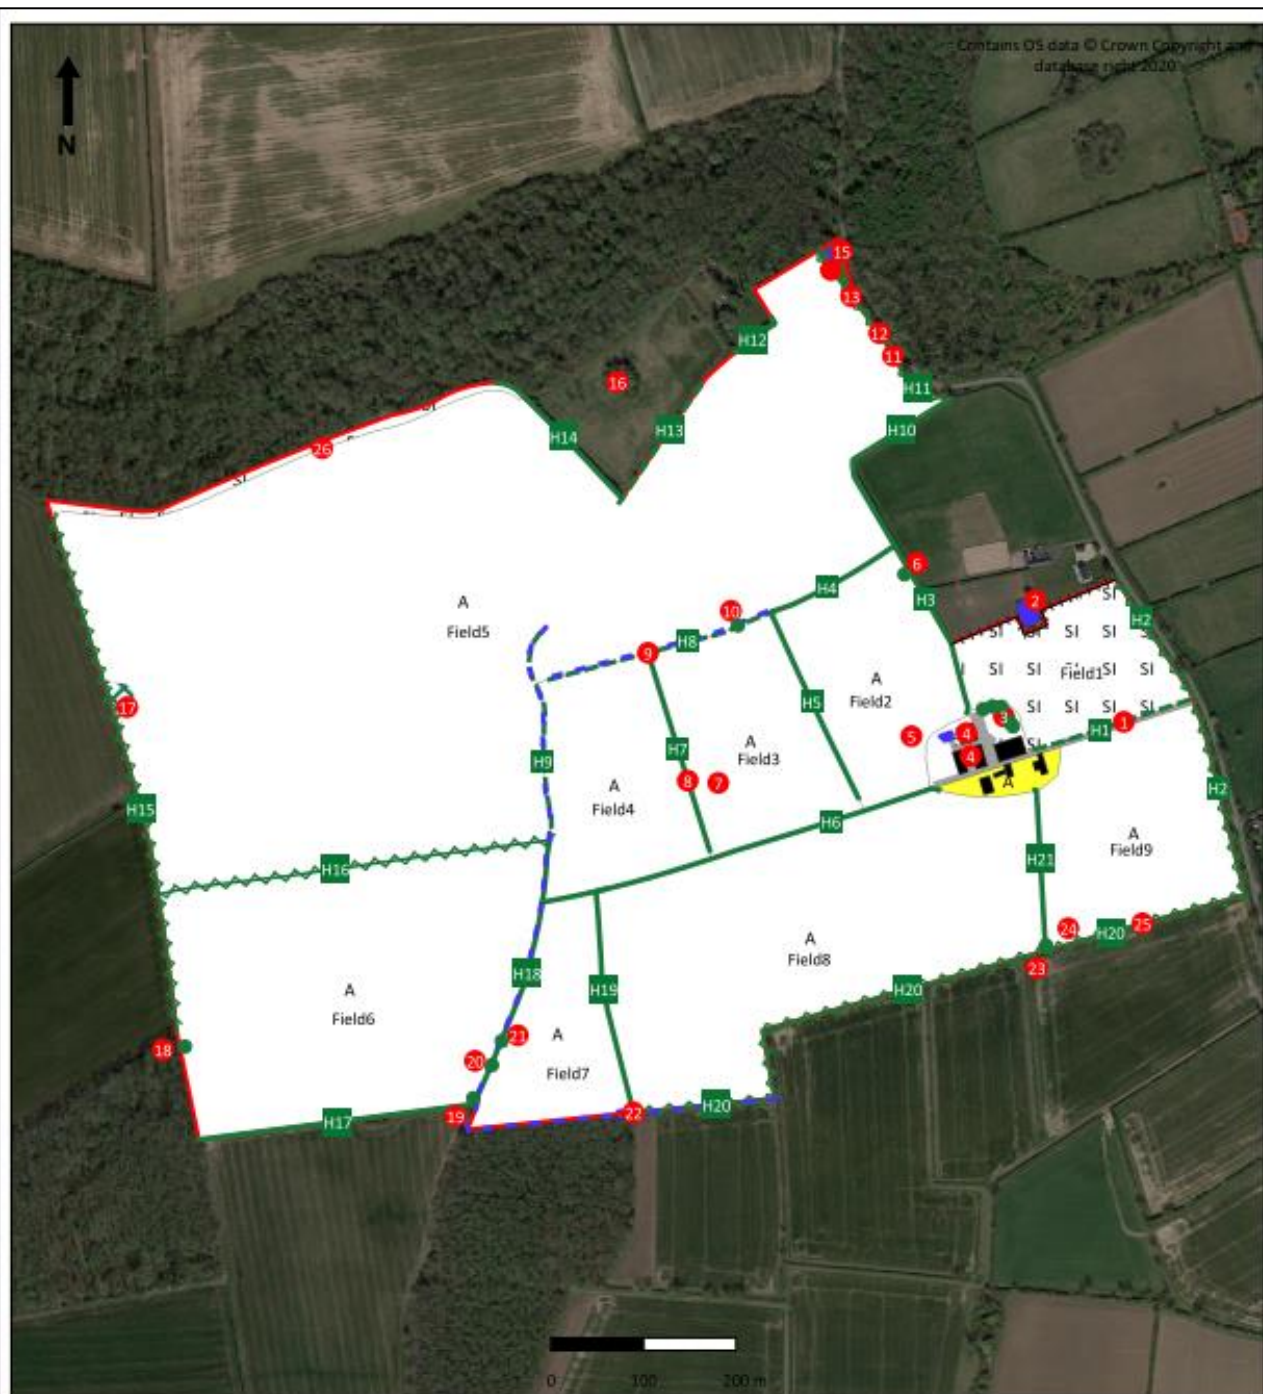 Contains OS data © Crown Copyright and
database right 2020
N
15
13
12
11
H12
H11
16
H10
H13
H14
26
SI
SI
6
H4
2
SI
H3
H2
A
10
Field5
H8
SI SI SI SI
9
A
SI SI SI SI
Field1
H5
Field2
17
SI SI SI
3
1
5
4
H1
A
SI
Field3
H7
4
H9
8
7
A
A
H2
Field4
H15
H6
A
H21
Field9
H16
25
24
H20
A
Field8
23
H18
H20
A
H19
Field6
21
A
18
20
Field7
H20
22
19
H17
0 100 200 m